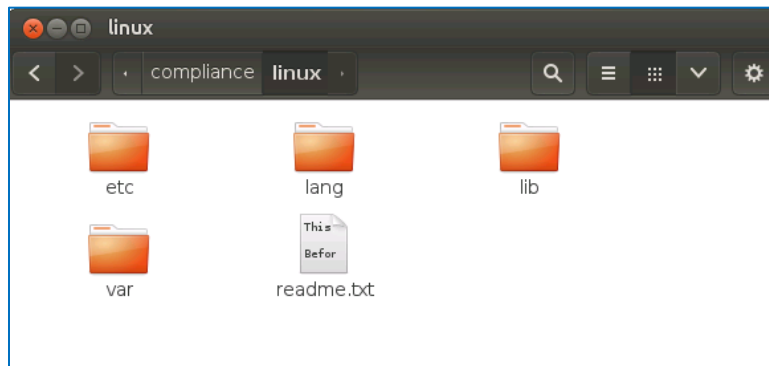 linux
compliance linux
etc lang lib
This
Befor
var readme.txt